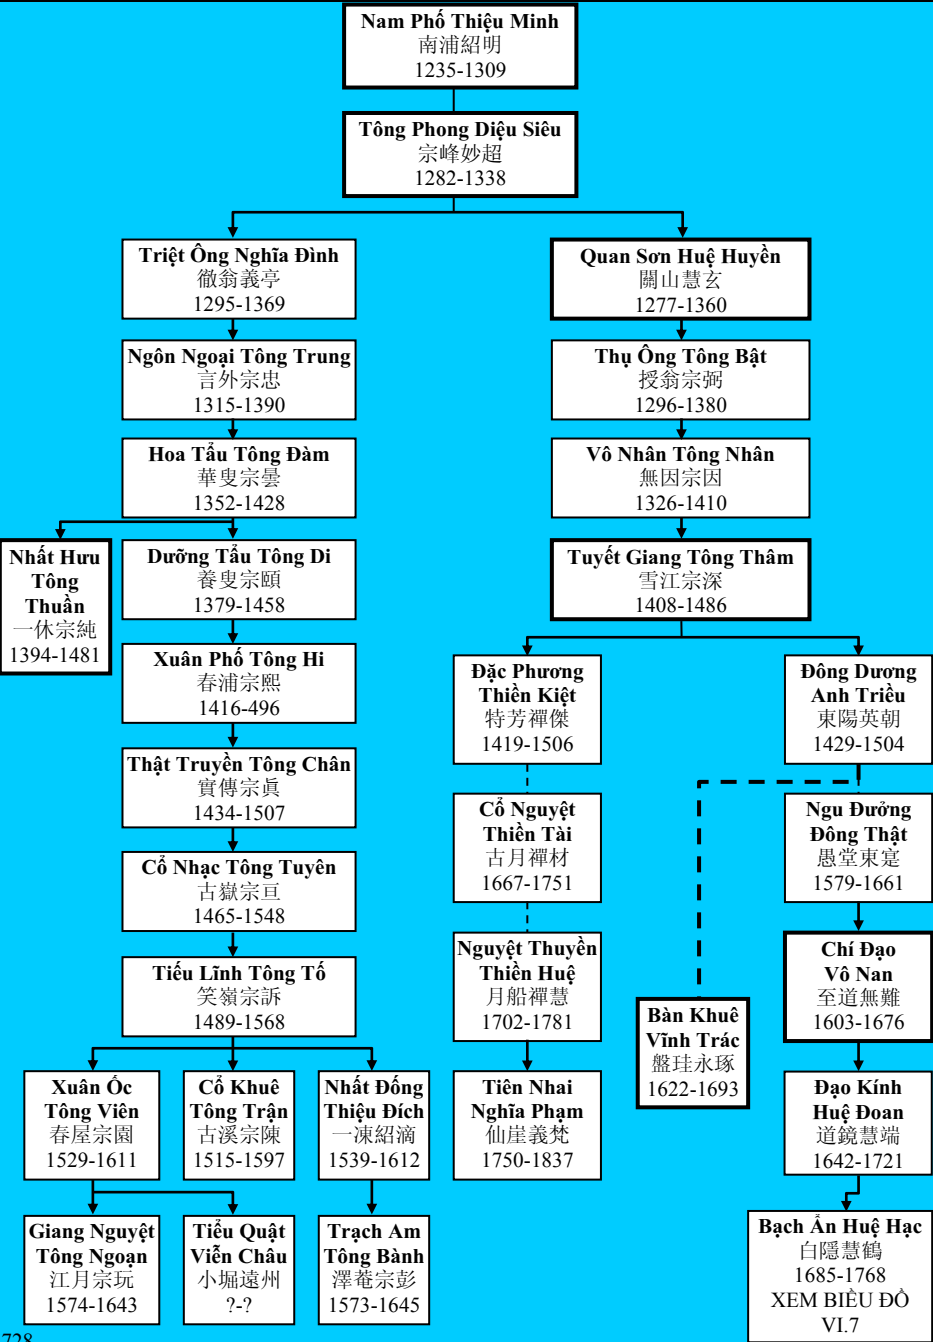 Nam Phố Thiệu Minh
南浦紹明
1235-1309
Tông Phong Diệu Siêu
宗峰妙超
1282-1338
Triệt Ông Nghĩa Đình
徹翁義亭
1295-1369
Quan Sơn Huệ Huyền
關山慧玄
1277-1360
Ngôn Ngoại Tông Trung
言外宗忠
1315-1390
Thụ Ông Tông Bật
授翁宗弼
1296-1380
Hoa Tẩu Tông Đàm
華叟宗曇
1352-1428
Vô Nhân Tông Nhân
無因宗因
1326-1410
Nhất Hưu
Tông
Thuần
一休宗純
1394-1481
Dưỡng Tẩu Tông Di
養叟宗頤
1379-1458
Tuyết Giang Tông Thâm
雪江宗深
1408-1486
Xuân Phố Tông Hi
春浦宗熙
1416-496
Đặc Phương
Thiền Kiệt
特芳禪傑
1419-1506
Đông Dương
Anh Triều
東陽英朝
1429-1504
Thật Truyền Tông Chân
實傳宗眞
1434-1507
Cổ Nguyệt
Thiền Tài
古月禪材
1667-1751
Ngu Đưởng
Đông Thật
愚堂東寔
1579-1661
Cổ Nhạc Tông Tuyên
古嶽宗亘
1465-1548
Nguyệt Thuyền
Thiền Huệ
月船禪慧
1702-1781
Chí Đạo
Vô Nan
至道無難
1603-1676
Tiếu Lĩnh Tông Tố
笑嶺宗訴
1489-1568
Bàn Khuê
Vĩnh Trác
盤珪永琢
1622-1693
Xuân Ốc
Tông Viên
春屋宗園
1529-1611
Cổ Khuê
Tông Trận
古溪宗陳
1515-1597
Nhất Đống
Thiệu Đích
一凍紹滴
1539-1612
Tiên Nhai
Nghĩa Phạm
仙崖義梵
1750-1837
Đạo Kính
Huệ Đoan
道鏡慧端
1642-1721
Giang Nguyệt
Tông Ngoạn
江月宗玩
1574-1643
Tiểu Quật
Viễn Châu
小堀遠州
?-?
Trạch Am
Tông Bành
澤菴宗彭
1573-1645
Bạch Ẩn Huệ Hạc
白隱慧鶴
1685-1768
XEM BIỂU ĐỒ
VI.7
728